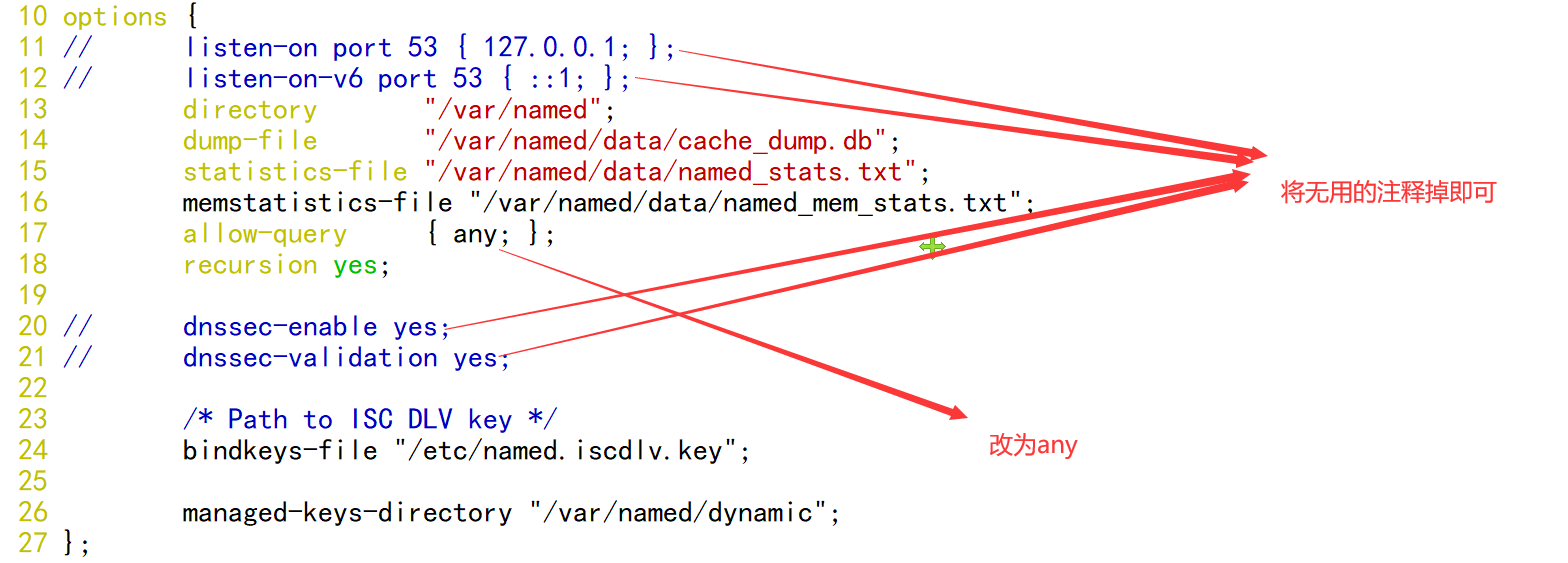 10 options {
11 //      listen-on port 53 { 127.0.0.1; };
12 //      listen-on-v6 port 53 { ::1; };
13         directory       "/var/named";
14         dump-file       "/var/named/data/cache_dump.db";
15         statistics-file "/var/named/data/named_stats.txt";
将无用的注释掉即可
16         memstatistics-file "/var/named/data/named_mem_stats.txt";
17         allow-query     { any; };
18         recursion yes;
19
20 //      dnssec-enable yes;
21 //      dnssec-validation yes;
22
23         /* Path to ISC DLV key */
改为any
24         bindkeys-file "/etc/named.iscdlv.key";
25
26         managed-keys-directory "/var/named/dynamic";
27 };